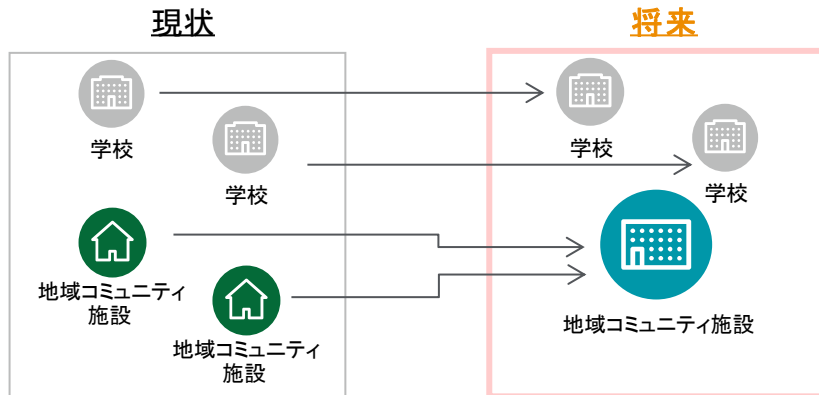 現状
将来
学校
学校
地域コミュニティ
施設
地域コミュニティ
施設
学校
学校
地域コミュニティ施設